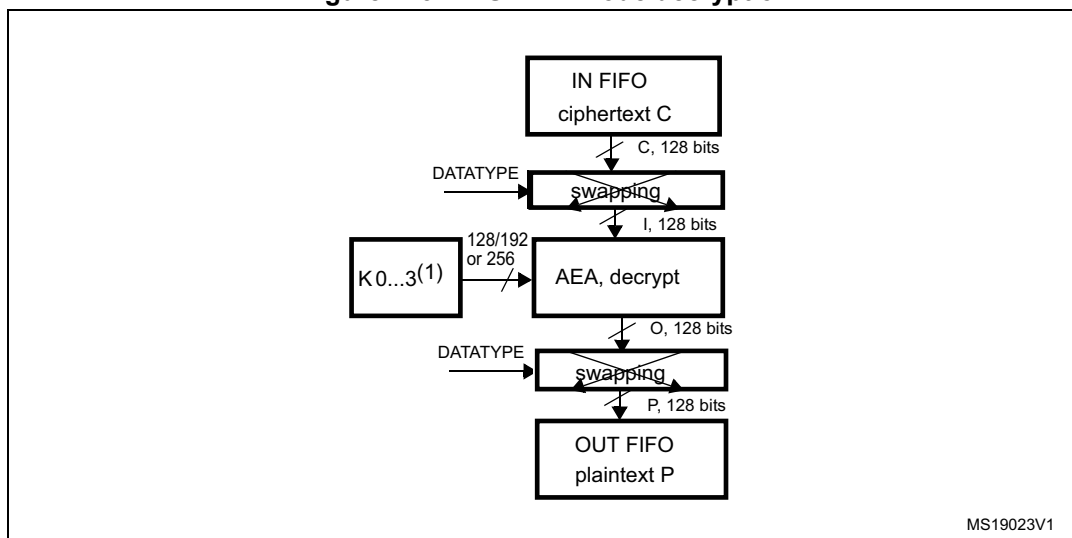 IN FIFO
ciphertext C
C, 128 bits
DATATYPE
swapping
I, 128 bits
128/192
or 256
K 0...3(1)
AEA, decrypt
O, 128 bits
DATATYPE
swapping
P, 128 bits
OUT FIFO
plaintext P
MS19023V1